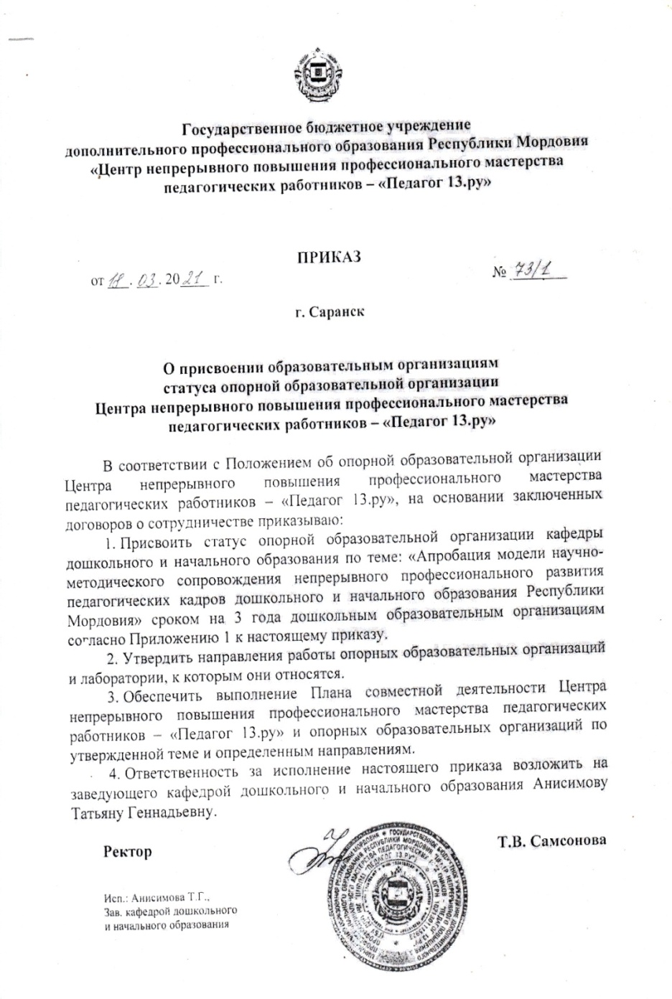 Государственное бюджетное учреждение
дополнительного профессионального образования Республики Мордовия
«Центр непрерывного повышения профессионального мастерства
педагогических работников – «Педагог 13.ру»
ПРИКАЗ
от . 03. 2021 г.
№ 73/1
г. Саранск
О присвоении образовательным организациям
статуса опорной образовательной организации
Центра непрерывного повышения профессионального мастерства
педагогических работников – «Педагог 13.ру»
В соответствии с Положением об опорной образовательной организации
Центра непрерывного повышения профессионального мастерства
педагогических работников – «Педагог 13.ру», на основании заключенных
договоров о сотрудничестве приказываю:
1. Присвоить статус опорной образовательной организации кафедры
дошкольного и начального образования по теме: «Апробация модели научно-
методического сопровождения непрерывного профессионального развития
педагогических кадров дошкольного и начального образования Республики
Мордовия» сроком на 3 года дошкольным образовательным организациям
согласно Приложению 1 к настоящему приказу.
2. Утвердить направления работы опорных образовательных организаций
и лаборатории, к которым они относятся.
3. Обеспечить выполнение Плана совместной деятельности Центра
непрерывного повышения профессионального мастерства педагогических
работников – «Педагог 13.ру» и опорных образовательных организаций по
утвержденной теме и определенным направлениям.
4. Ответственность за исполнение настоящего приказа возложить на
заведующего кафедрой дошкольного и начального образования Анисимову
Татьяну Геннадьевну.
Ректор
Т.В. Самсонова
Исп.: Анисимова Т.Г.,
Зав. кафедрой дошкольного
и начального образования